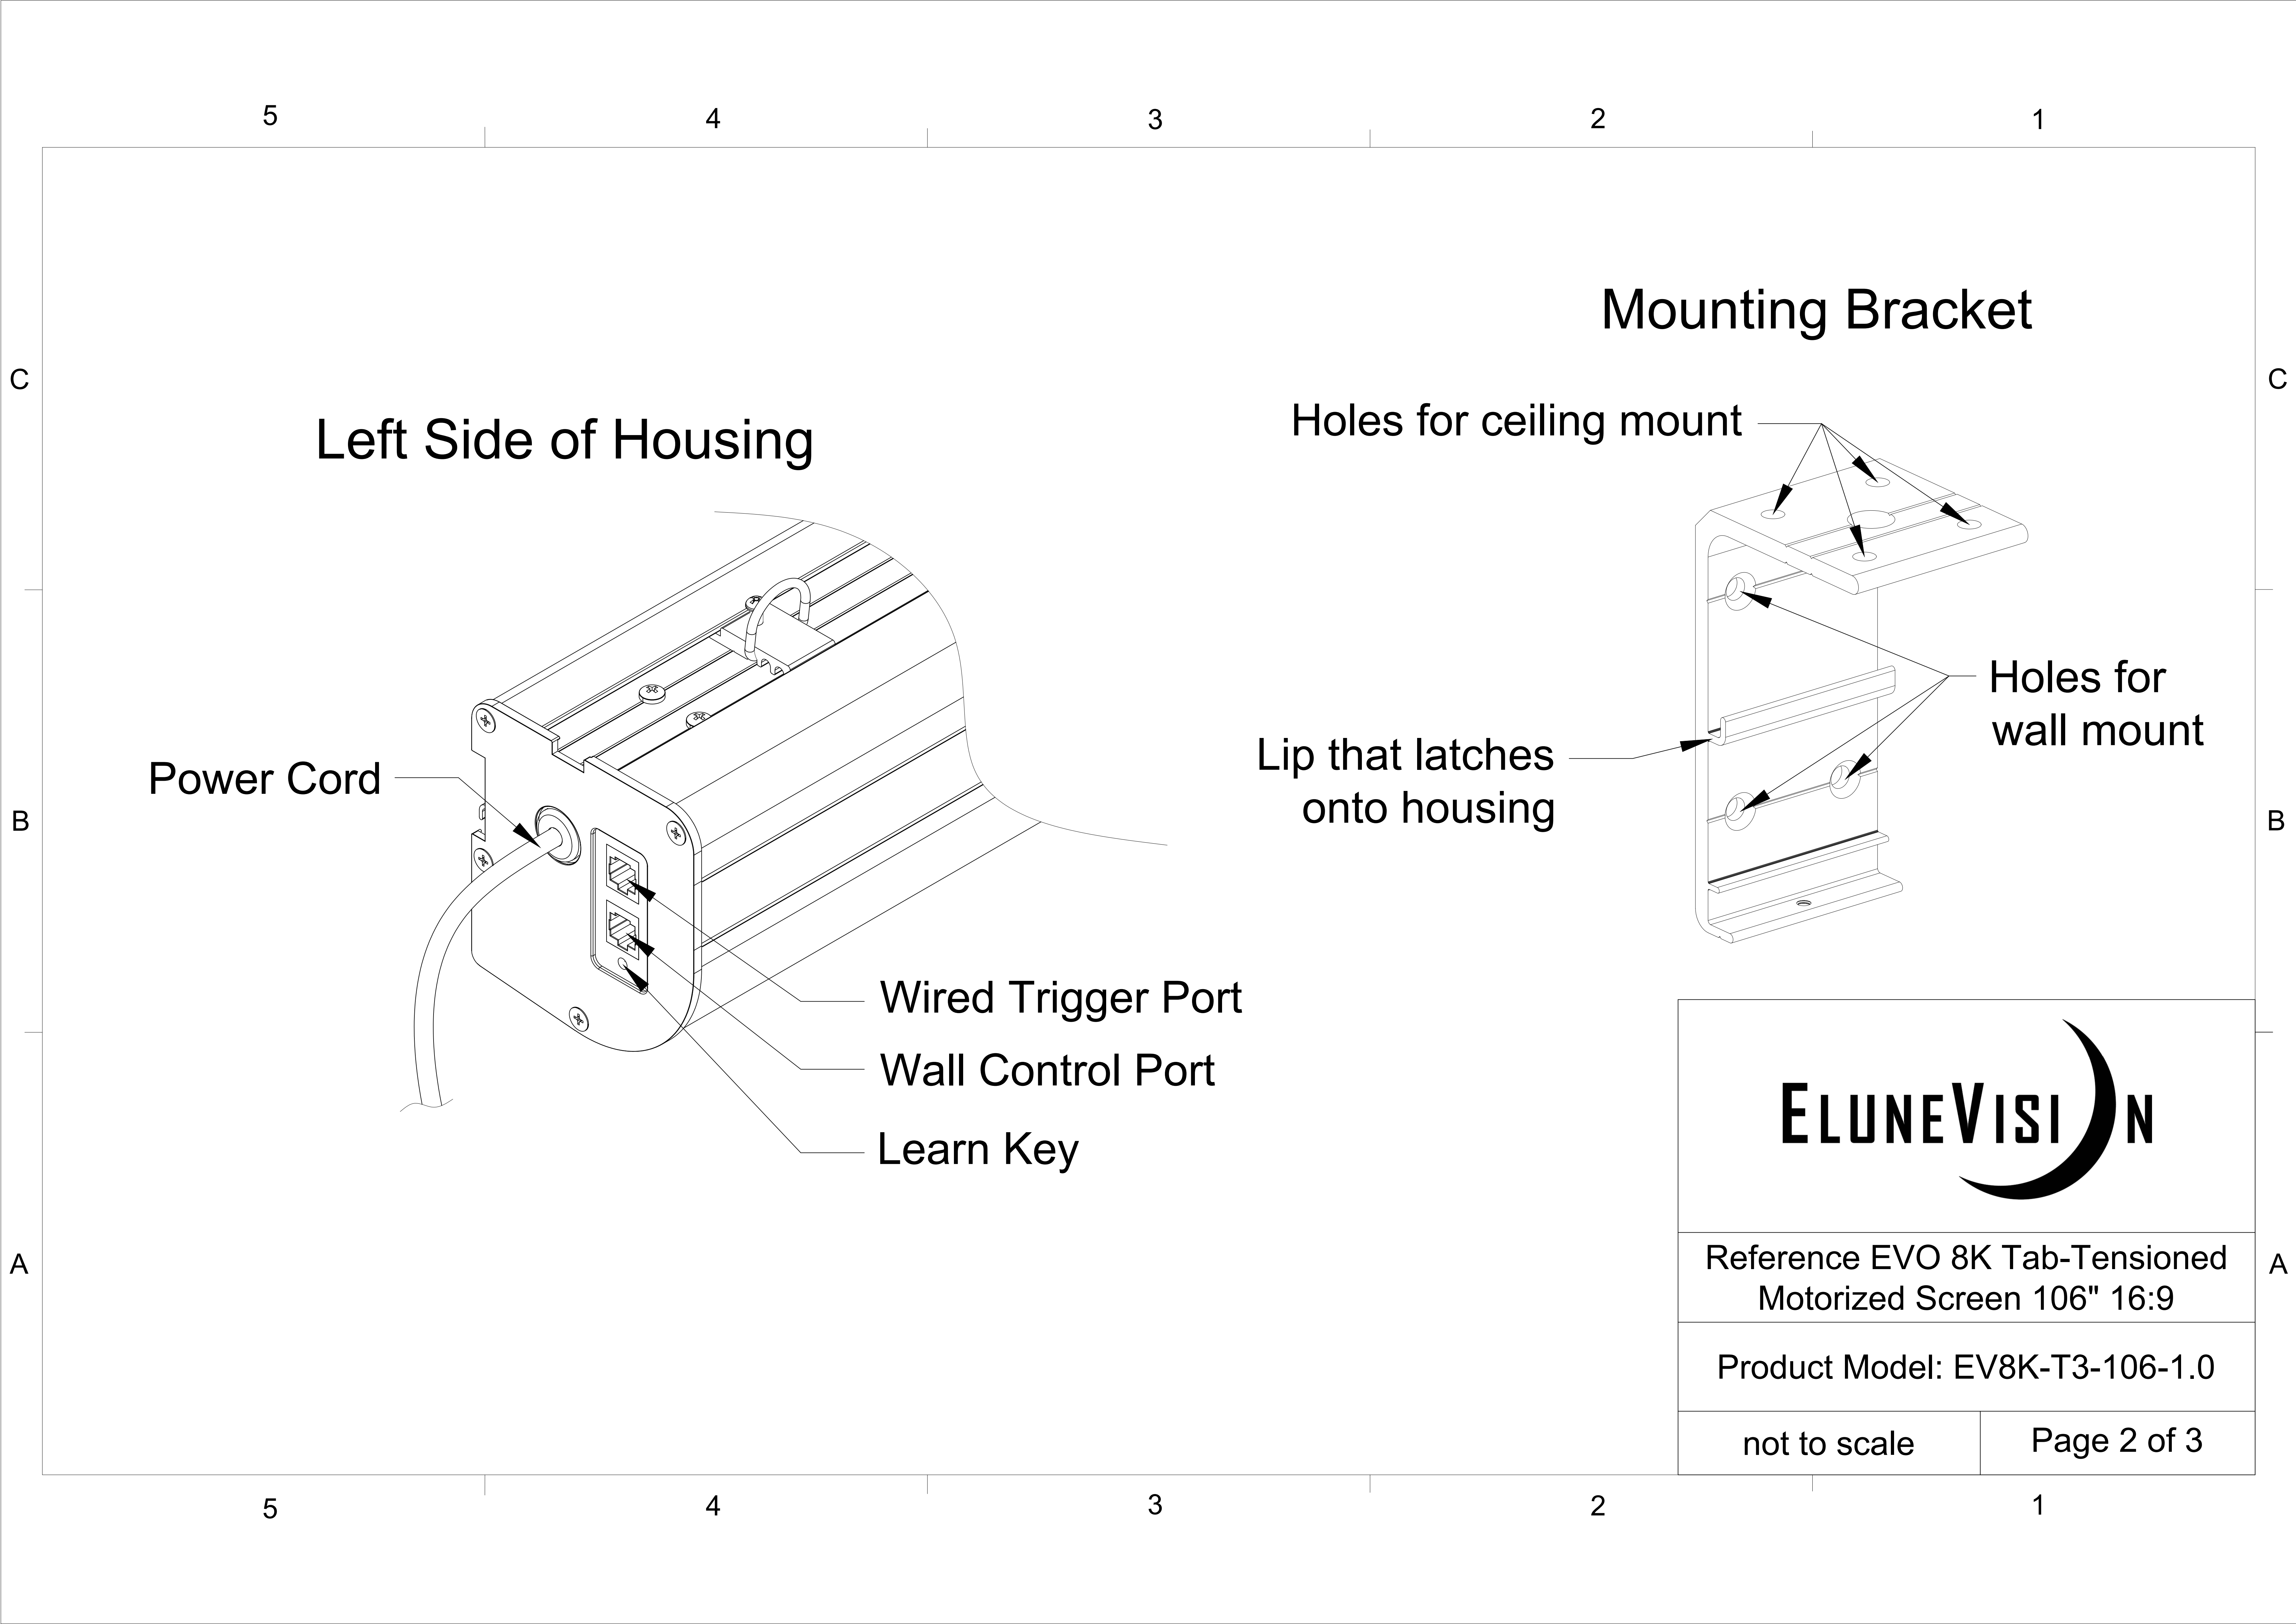 5 4 3 2 1
Mounting Bracket
C C
Holes for ceiling mount
Left Side of Housing
Holes for
wall mount
Lip that latches
onto housing
Power Cord
B B
Wired Trigger Port
Wall Control Port
Learn Key
ELUNEVISION
A A
Reference EVO 8K Tab-Tensioned
Motorized Screen 106" 16:9
Product Model: EV8K-T3-106-1.0
not to scale
Page 2 of 3
5 4 3 2 1